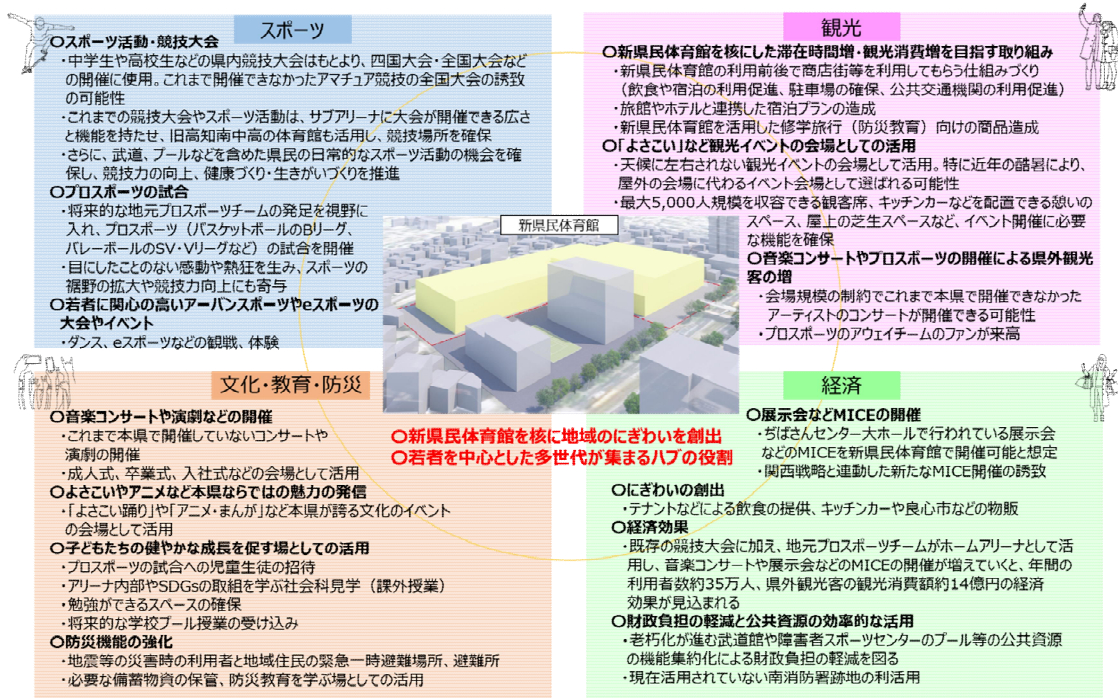 スポーツ
○スポーツ活動・競技大会
・中学生や高校生などの県内競技大会はもとより、四国大会・全国大会など
の開催に使用。これまで開催できなかったアマチュア競技の全国大会の誘致
の可能性
・これまでの競技大会やスポーツ活動は、サブアリーナに大会が開催できる広さ
と機能を持たせ、旧高知南中高の体育館も活用し、競技場所を確保
・さらに、武道、プールなどを含めた県民の日常的なスポーツ活動の機会を確
保し、競技力の向上、健康づくり・生きがいづくりを推進
○プロスポーツの試合
・将来的な地元プロスポーツチームの発足を視野に
入れ、プロスポーツ（バスケットボールのBリーグ、
バレーボールのSV・Vリーグなど）の試合を開催
・目にしたことのない感動や熱狂を生み、スポーツの
裾野の拡大や競技力向上にも寄与
○若者に関心の高いアーバンスポーツやeスポーツの
大会やイベント
・ダンス、eスポーツなどの観戦、体験
観光
○新県民体育館を核にした滞在時間増・観光消費増を目指す取り組み
・新県民体育館の利用前後で商店街等を利用してもらう仕組みづくり
（飲食や宿泊の利用促進、駐車場の確保、公共交通機関の利用促進）
・旅館やホテルと連携した宿泊プランの造成
・新県民体育館を活用した修学旅行（防災教育）向けの商品造成
○「よさこい」など観光イベントの会場としての活用
・天候に左右されない観光イベントの会場として活用。特に近年の酷暑により、
屋外の会場に代わるイベント会場として選ばれる可能性
・最大5,000人規模を収容できる観客席、キッチンカーなどを配置できる憩いの
スペース、屋上の芝生スペースなど、イベント開催に必要
な機能を確保
○音楽コンサートやプロスポーツの開催による県外観光
客の増
・会場規模の制約でこれまで本県で開催できなかった
アーティストのコンサートが開催できる可能性
・プロスポーツのアウェイチームのファンが来高
新県民体育館
○新県民体育館を核に地域のにぎわいを創出
○若者を中心とした多世代が集まるハブの役割
文化・教育・防災
○音楽コンサートや演劇などの開催
・これまで本県で開催していないコンサートや
演劇の開催
・成人式、卒業式、入社式などの会場として活用
○よさこいやアニメなど本県ならではの魅力の発信
・「よさこい踊り」や「アニメ・まんが」など本県が誇る文化のイベント
の会場として活用
○子どもたちの健やかな成長を促す場としての活用
・プロスポーツの試合への児童生徒の招待
・アリーナ内部やSDGsの取組を学ぶ社会科見学（課外授業）
・勉強ができるスペースの確保
・将来的な学校プール授業の受け込み
○防災機能の強化
・地震等の災害時の利用者と地域住民の緊急一時避難場所、避難所
・必要な備蓄物資の保管、防災教育を学ぶ場としての活用
経済
○展示会などMICEの開催
・ぢばさんセンター大ホールで行われている展示会
などのMICEを新県民体育館で開催可能と想定
・関西戦略と連動した新たなMICE開催の誘致
○にぎわいの創出
・テナントなどによる飲食の提供、キッチンカーや良心市などの物販
○経済効果
・既存の競技大会に加え、地元プロスポーツチームがホームアリーナとして活
用し、音楽コンサートや展示会などのMICEの開催が増えていくと、年間の
利用者数約35万人、県外観光客の観光消費額約14億円の経済
効果が見込まれる
○財政負担の軽減と公共資源の効率的な活用
・老朽化が進む武道館や障害者スポーツセンターのプール等の公共資源
の機能集約化による財政負担の軽減を図る
・現在活用されていない南消防署跡地の利活用